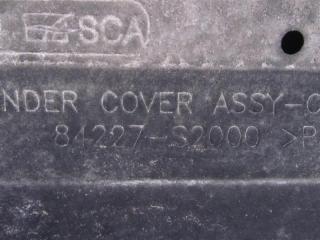 SCA
NDER COVER ASSY-C
84227-S2000 >P